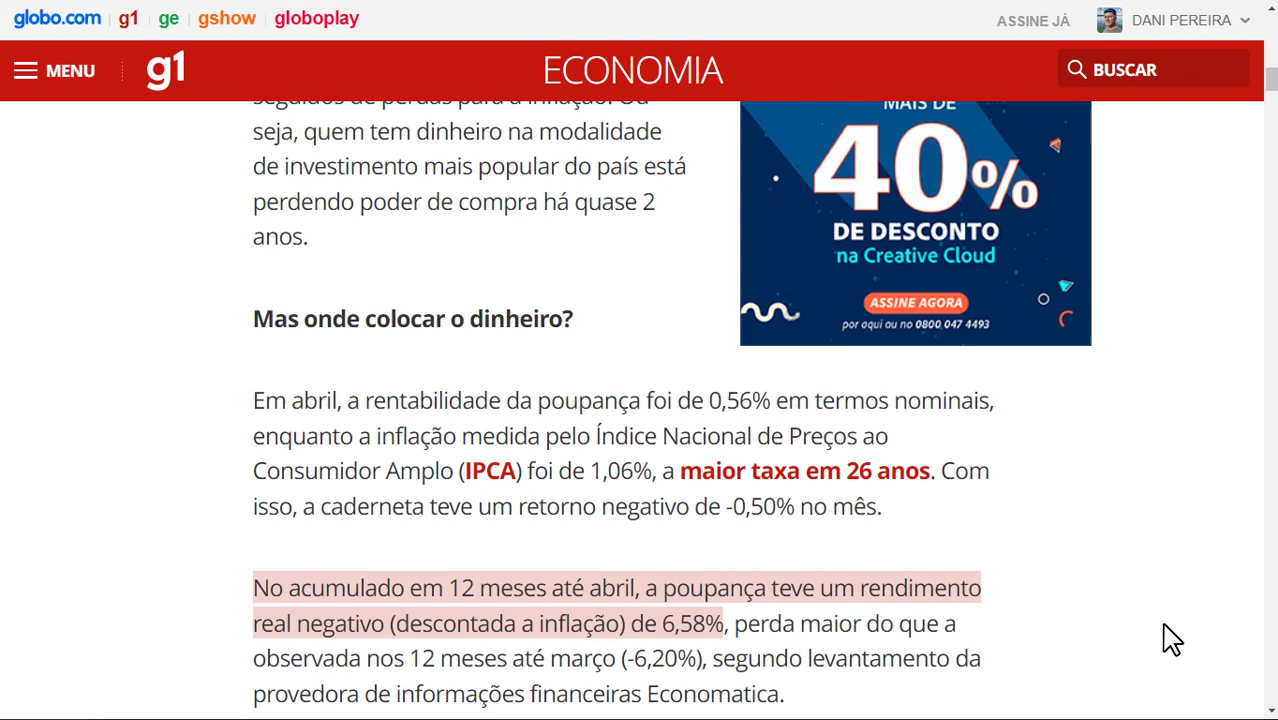 globo.com g1 ge gshow globoplay ASSINE JÁ DANI PEREIRA
MENU g1 ECONOMIA BUSCAR
seguidos de perdas para a inflação. Ou
seja, quem tem dinheiro na modalidade
de investimento mais popular do país está
perdendo poder de compra há quase 2
anos.
MAIS DE
40%
DE DESCONTO
na Creative Cloud
ASSINE AGORA
por aqui ou no 0800 047 4493
Mas onde colocar o dinheiro?
Em abril, a rentabilidade da poupança foi de 0,56% em termos nominais,
enquanto a inflação medida pelo Índice Nacional de Preços ao
Consumidor Amplo (IPCA) foi de 1,06%, a maior taxa em 26 anos. Com
isso, a caderneta teve um retorno negativo de -0,50% no mês.
No acumulado em 12 meses até abril, a poupança teve um rendimento
real negativo (descontada a inflação) de 6,58%, perda maior do que a
observada nos 12 meses até março (-6,20%), segundo levantamento da
provedora de informações financeiras Economatica.